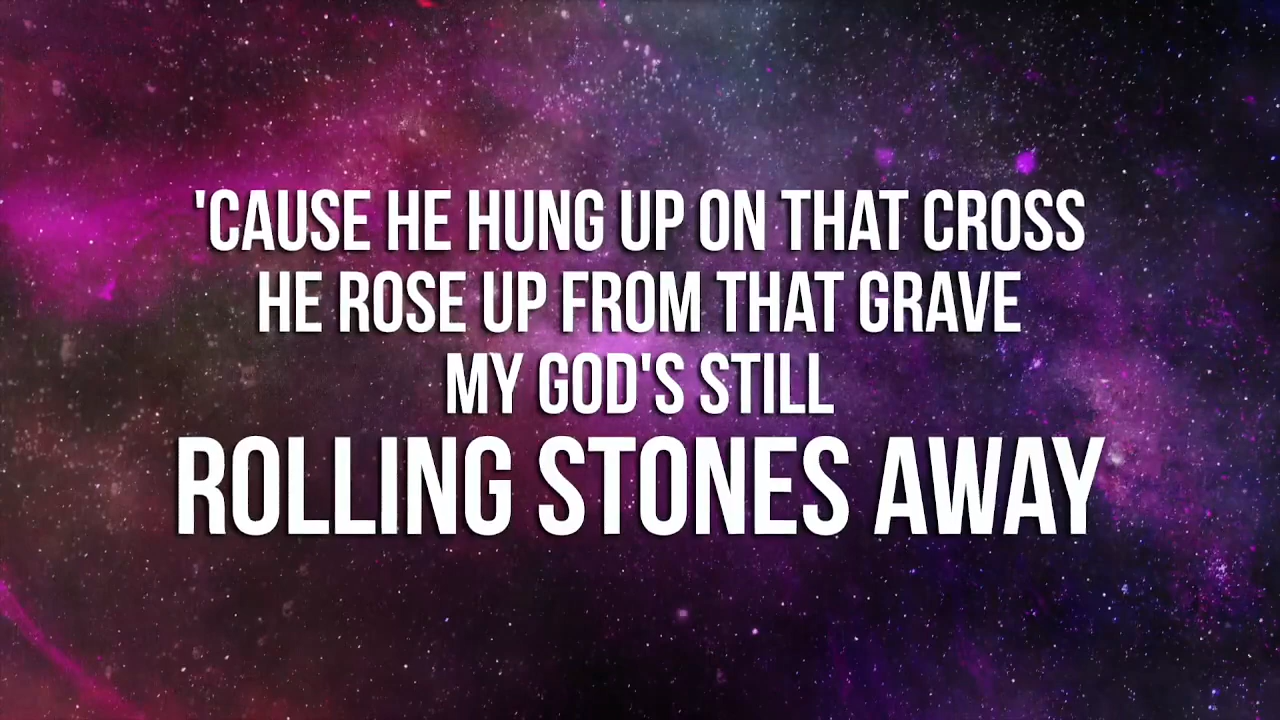 'CAUSE HE HUNG UP ON THAT CROSS
HE ROSE UP FROM THAT GRAVE
MY GOD'S STILL
ROLLING STONES AWAY